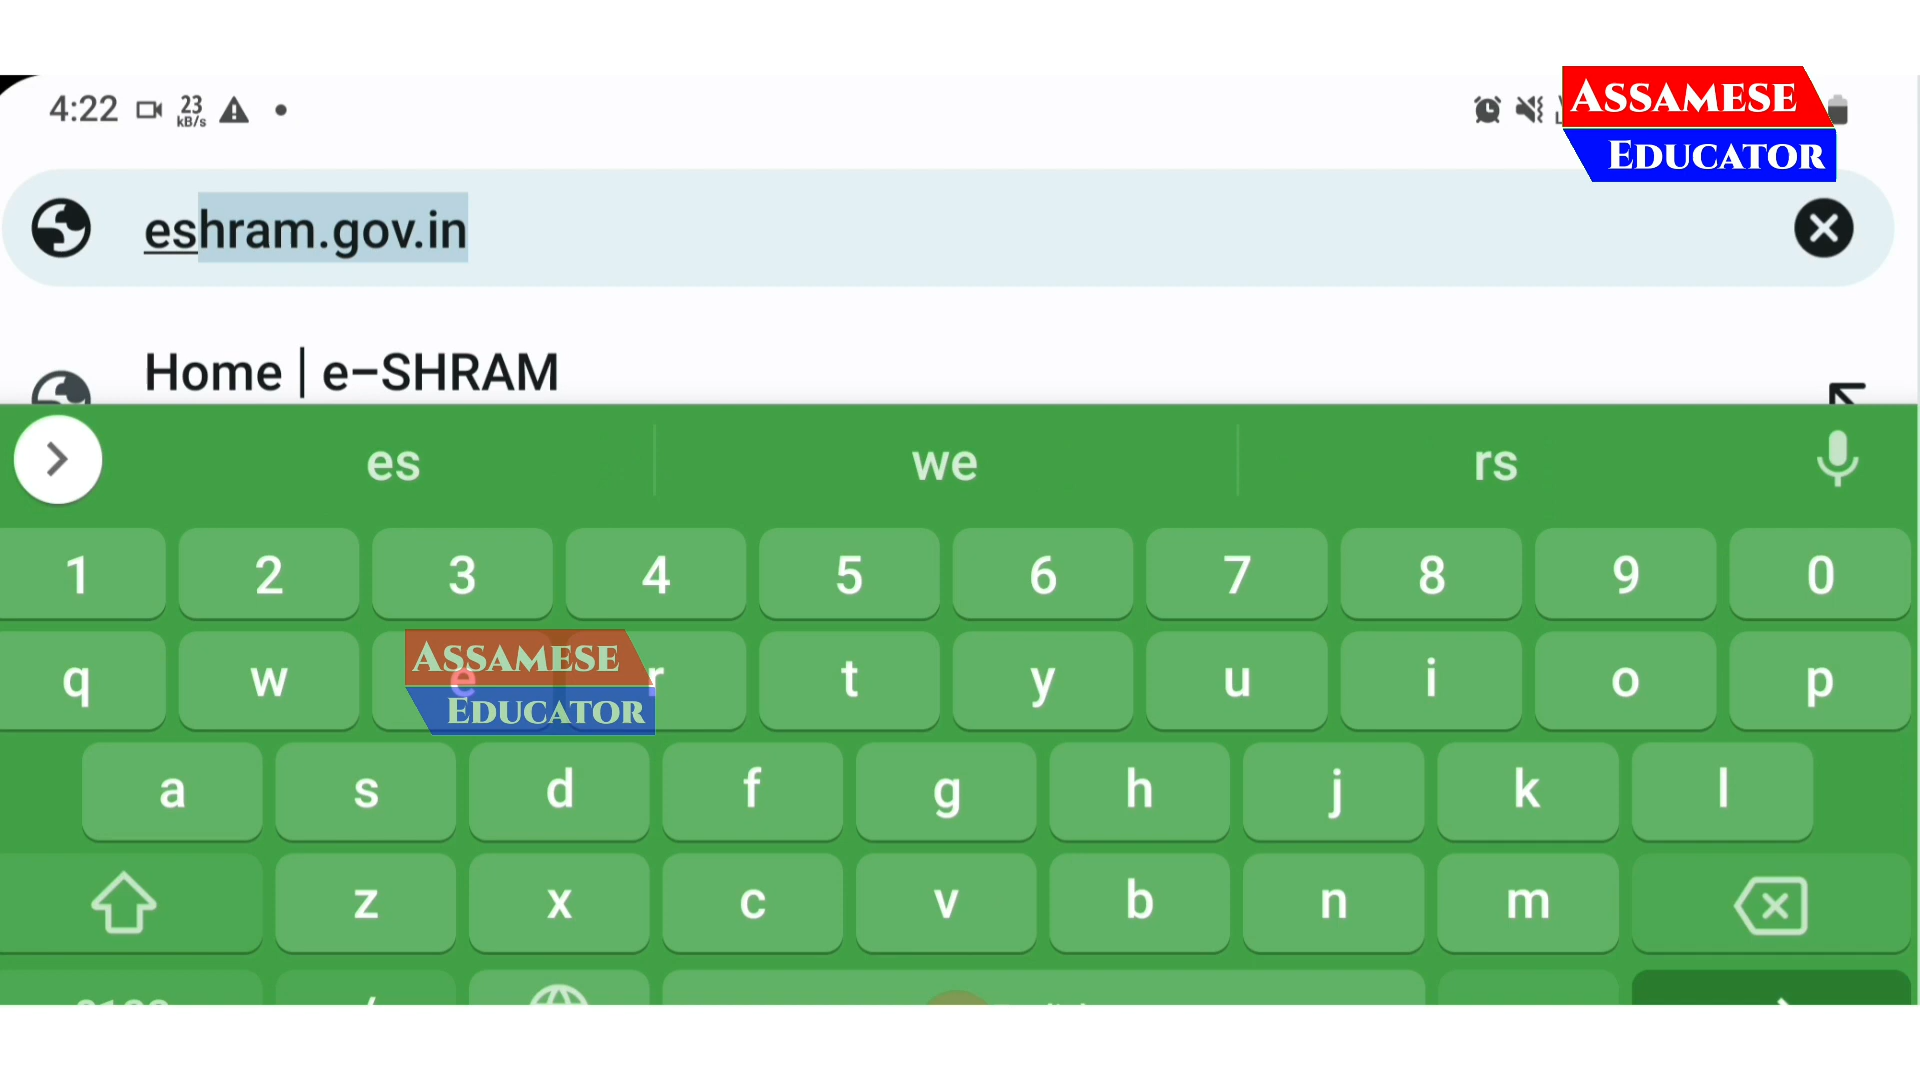 4:22 23 kB/s
ASSAMESE
EDUCATOR
eshram.gov.in
Home | e-SHRAM
es we rs
1 2 3 4 5 6 7 8 9 0
q w e r t y u i o p
ASSAMESE
EDUCATOR
a s d f g h j k l
z x c v b n m